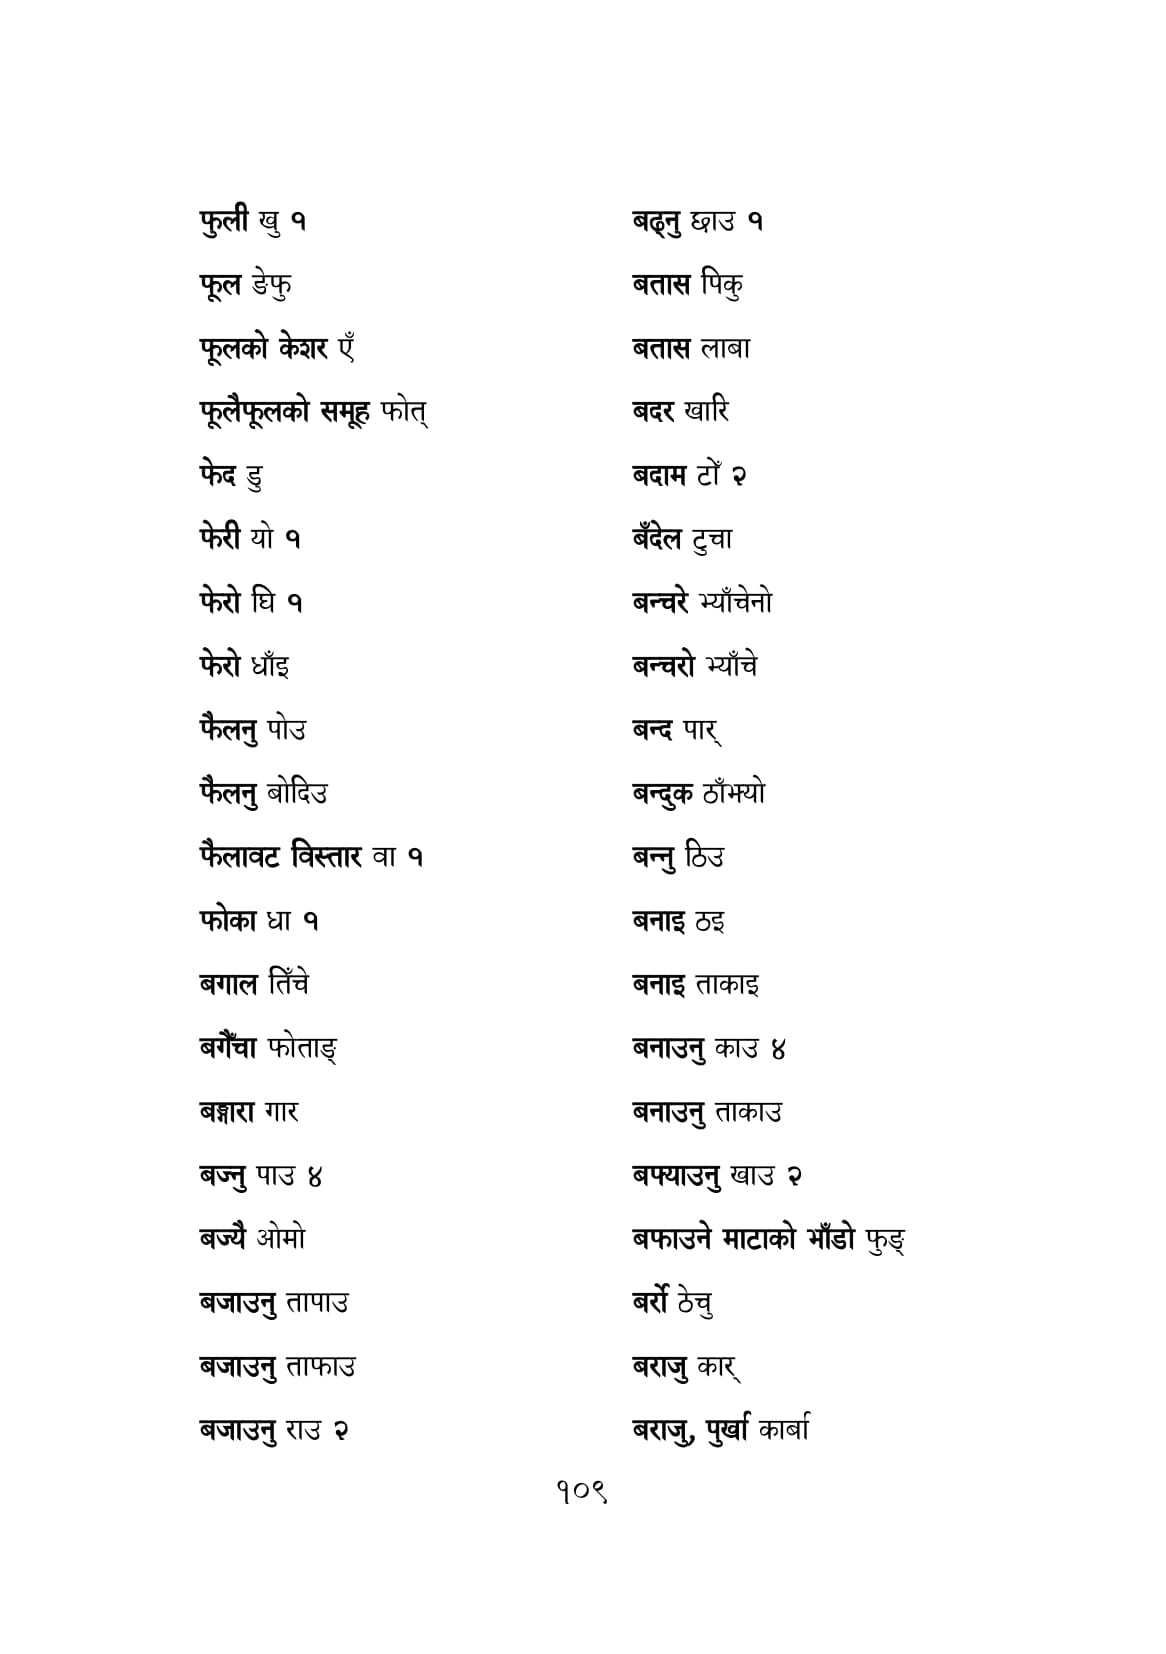 फुली खु १
फूल ङेफु
फूलको केशर एँ
फूलैफूलको समूह फोत्
फेद डु
फेरी यो १
फेरो घि १
फेरो धाँइ
फैलनु पोउ
फैलनु बोदिउ
फैलावट विस्तार वा १
फोका धा १
बगाल तिँचे
बगैँचा फोताङ्
बङ्गारा गार
बज्नु पाउ ४
बज्यै ओमो
बजाउनु तापाउ
बजाउनु ताफाउ
बजाउनु राउ २
बढ्नु छाउ १
बतास पिकु
बतास लाबा
बदर खारि
बदाम टोँ २
बँदेल टुचा
बन्चरे भ्याँचेनो
बन्चरो भ्याँचे
बन्द पार्
बन्दुक ठाँभ्यो
बन्नु ठिउ
बनाइ ठइ
बनाइ ताकाइ
बनाउनु काउ ४
बनाउनु ताकाउ
बफ्याउनु खाउ २
बफाउने माटाको भाँडो फुङ्
बर्रो ठेचु
बराजु कार्
बराजु, पुर्खा कार्बा
१०९